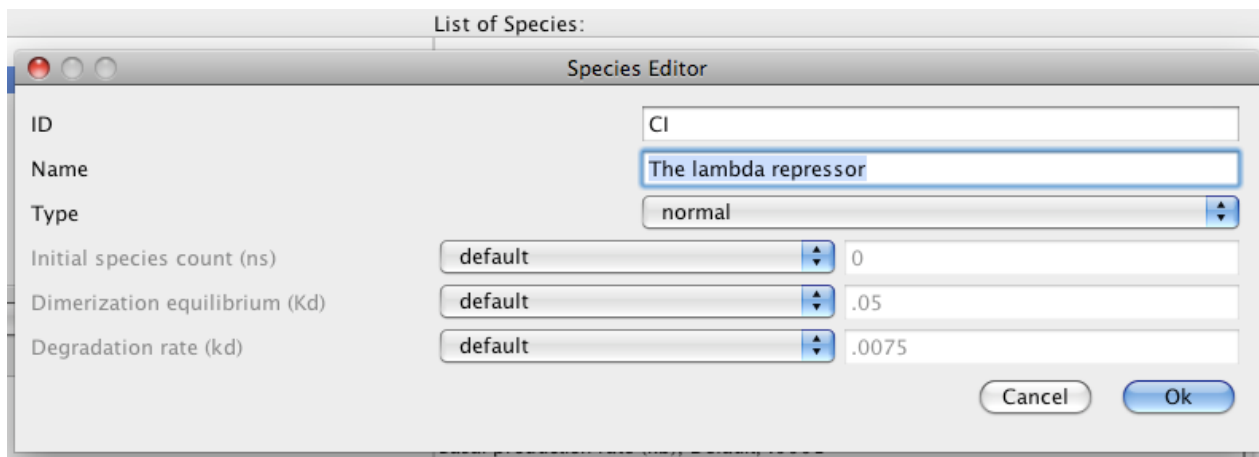 List of Species:
Species Editor
ID CI
Name The lambda repressor
Type normal
Initial species count (ns) default 0
Dimerization equilibrium (Kd) default .05
Degradation rate (kd) default .0075
Cancel Ok